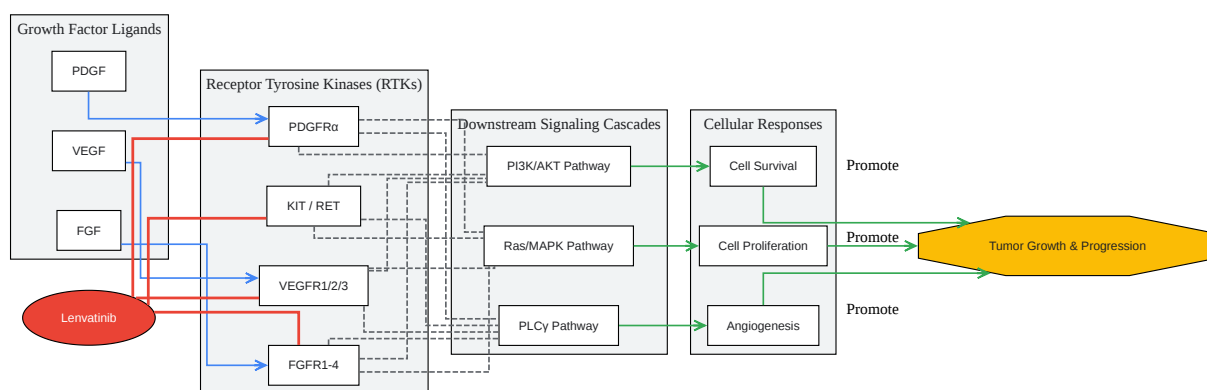 Growth Factor Ligands
PDGF
VEGF
FGF
Lenvatinib
Receptor Tyrosine Kinases (RTKs)
PDGFRα
KIT / RET
VEGFR1/2/3
FGFR1-4
Downstream Signaling Cascades
PI3K/AKT Pathway
Ras/MAPK Pathway
PLCγ Pathway
Cellular Responses
Cell Survival
Cell Proliferation
Angiogenesis
Promote
Promote
Promote
Tumor Growth & Progression